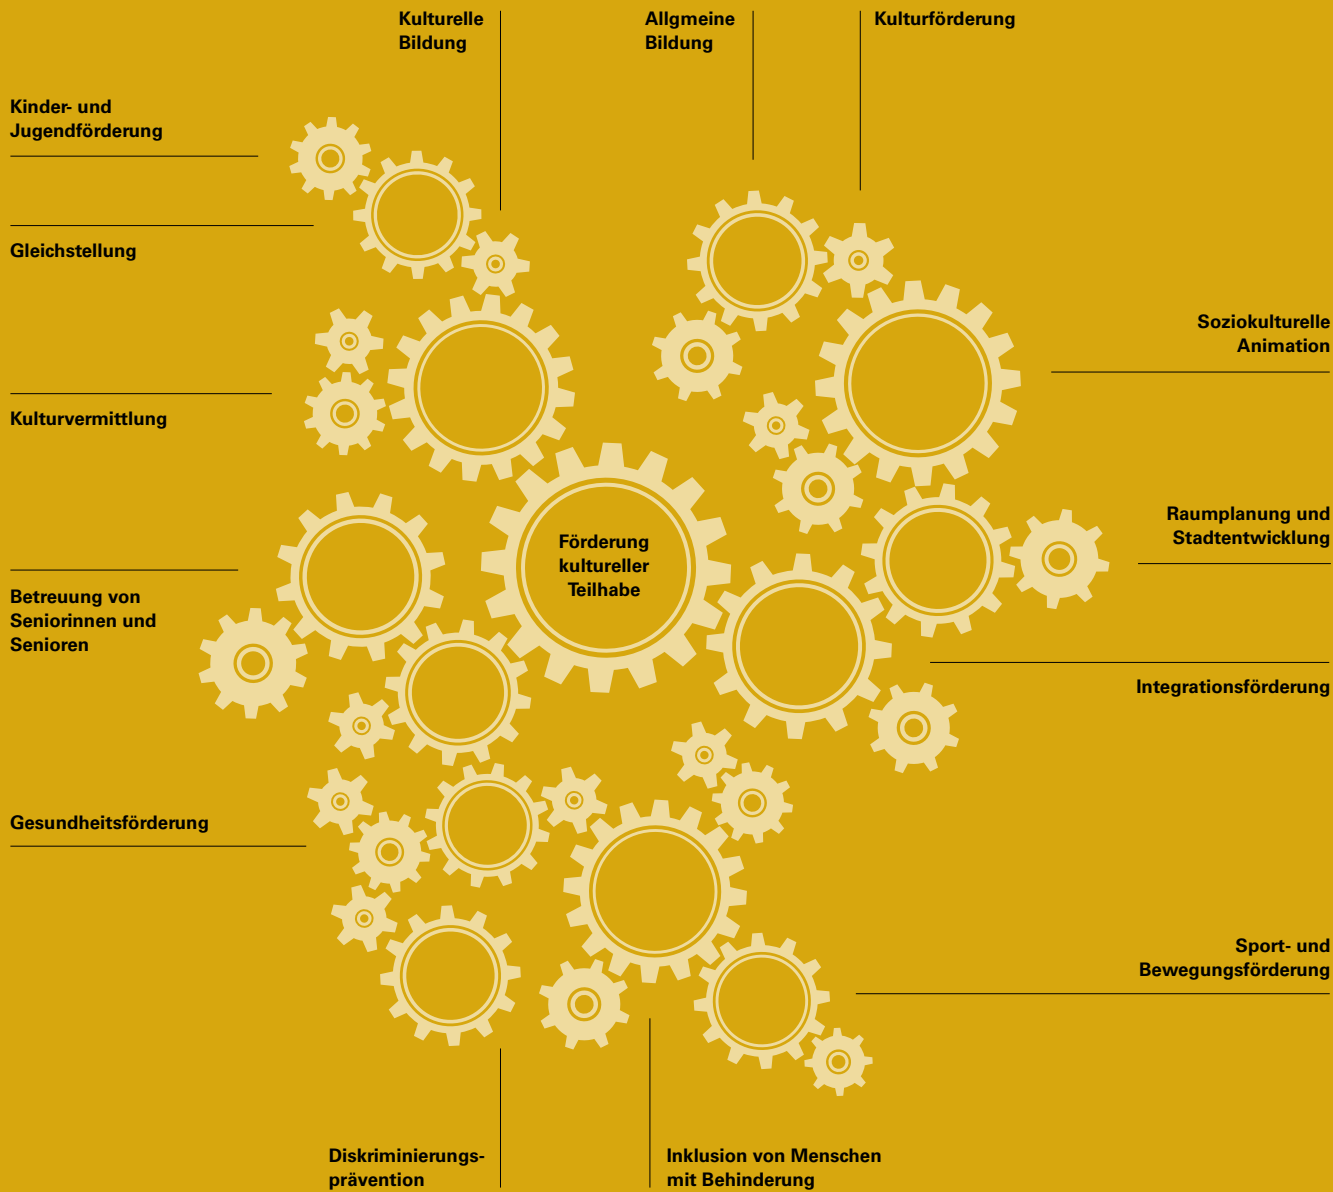 Kulturelle
Bildung
Allgmeine
Bildung
Kulturförderung
Kinder- und
Jugendförderung
Gleichstellung
Soziokulturelle
Animation
Kulturvermittlung
Raumplanung und
Stadtentwicklung
Förderung
kultureller
Teilhabe
Betreuung von
Seniorinnen und
Senioren
Integrationsförderung
Gesundheitsförderung
Sport- und
Bewegungsförderung
Diskriminierungs-
prävention
Inklusion von Menschen
mit Behinderung